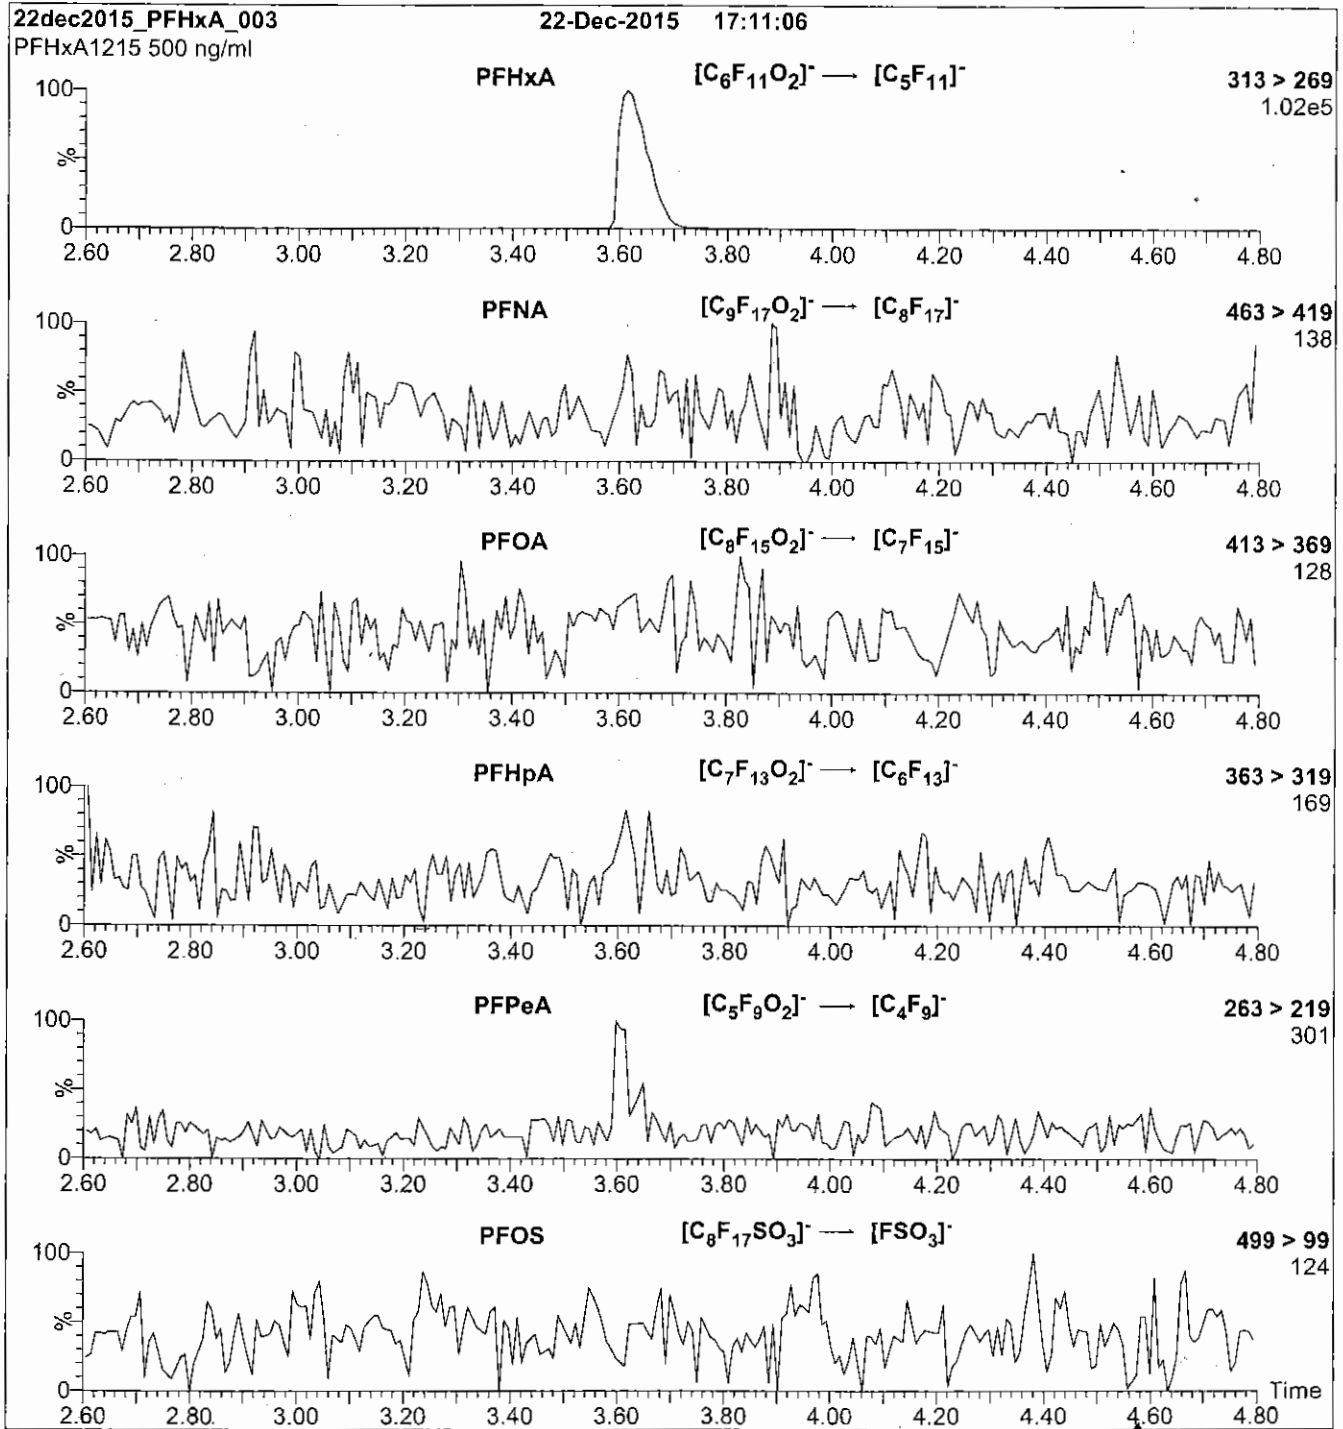 22dec2015_PFHxA_003 22-Dec-2015 17:11:06
PFHxA1215 500 ng/ml
PFHxA [C6F11O2]- → [C5F11]- 313 > 269
1.02e5
100
%
0
2.60 2.80 3.00 3.20 3.40 3.60 3.80 4.00 4.20 4.40 4.60 4.80
PFNA [C9F17O2]- → [C8F17]- 463 > 419
138
100
%
0
2.60 2.80 3.00 3.20 3.40 3.60 3.80 4.00 4.20 4.40 4.60 4.80
PFOA [C8F15O2]- → [C7F15]- 413 > 369
128
100
%
0
2.60 2.80 3.00 3.20 3.40 3.60 3.80 4.00 4.20 4.40 4.60 4.80
PFHpA [C7F13O2]- → [C6F13]- 363 > 319
169
100
%
0
2.60 2.80 3.00 3.20 3.40 3.60 3.80 4.00 4.20 4.40 4.60 4.80
PFPeA [C5F9O2]- → [C4F9]- 263 > 219
301
100
%
0
2.60 2.80 3.00 3.20 3.40 3.60 3.80 4.00 4.20 4.40 4.60 4.80
PFOS [C8F17SO3]- → [FSO3]- 499 > 99
124
100
%
0
Time
2.60 2.80 3.00 3.20 3.40 3.60 3.80 4.00 4.20 4.40 4.60 4.80